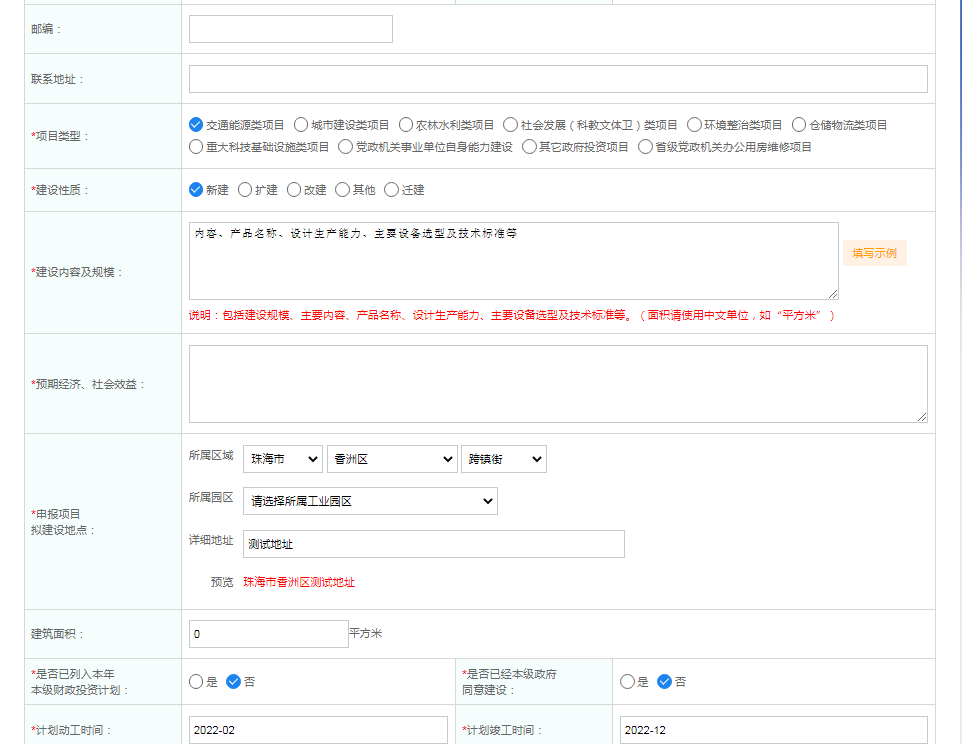 邮编：
联系地址：
*项目类型：
交通能源类项目 城市建设类项目 农林水利类项目 社会发展（科教文体卫）类项目 环境整治类项目 仓储物流类项目
重大科技基础设施类项目 党政机关事业单位自身能力建设 其它政府投资项目 省级党政机关办公用房维修项目
*建设性质：
新建 扩建 改建 其他 迁建
*建设内容及规模：
内容、产品名称、设计生产能力、主要设备选型及技术标准等
填写示例
说明：包括建设规模、主要内容、产品名称、设计生产能力、主要设备选型及技术标准等。（面积请使用中文单位，如“平方米”）
*预期经济、社会效益：
*申报项目
拟建设地点：
所属区域 珠海市 香洲区 跨镇街
所属园区 请选择所属工业园区
详细地址 测试地址
预览 珠海市香洲区测试地址
建筑面积：
0 平方米
*是否已列入本年
本级财政投资计划：
是 否
*是否已经本级政府
同意建设：
是 否
*计划动工时间：
2022-02
*计划竣工时间：
2022-12